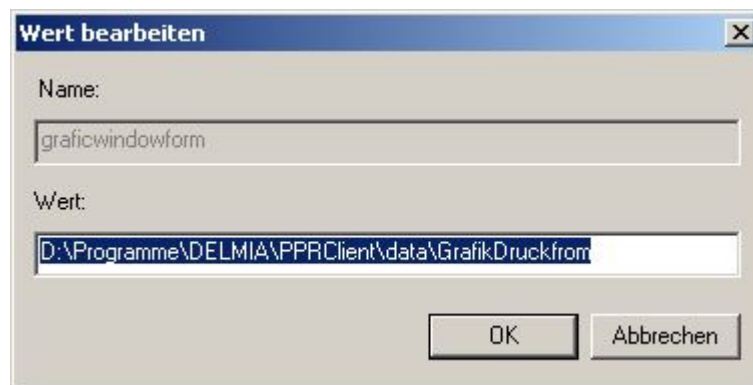 Wert bearbeiten
Name:
graficwindowform
Wert:
D:\Programme\DELMIA\PPRClient\data\GrafikDruckfrom
OK
Abbrechen